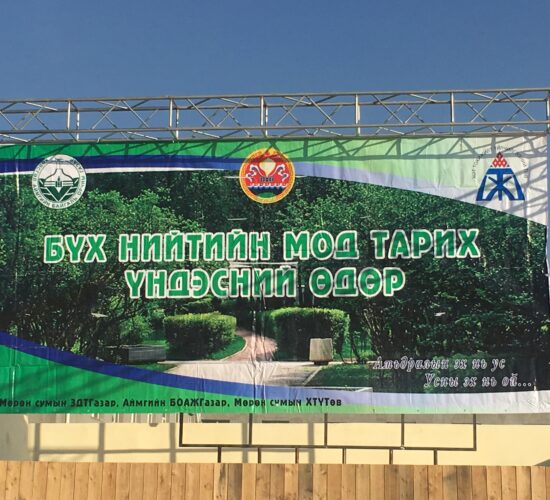 БҮХ НИЙТИЙН МОД ТАРИХ
ҮНДЭСНИЙ ӨДӨР
Амьдралын эх нь ус
Усны эх нь ой...
Мөрөн сумын ЗДТГазар, Аймгийн БОАЖГазар, Мөрөн сумын ХТҮТөв